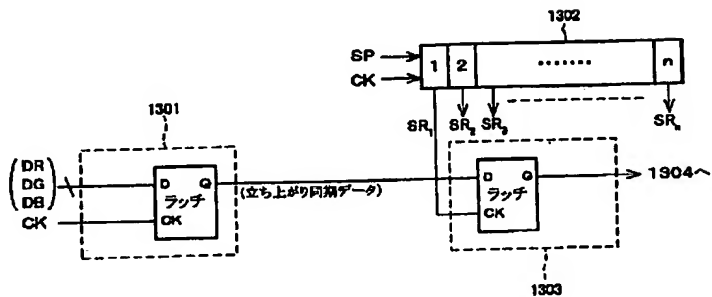 1302
SP
CK
1 2 ……. n
SR₁ SR₂ SR₃ SRₙ
1301
DR
DG
DB
CK
D Q
ラッチ
CK
(立ち上がり同期データ)
D Q
ラッチ
CK
1304へ
1303